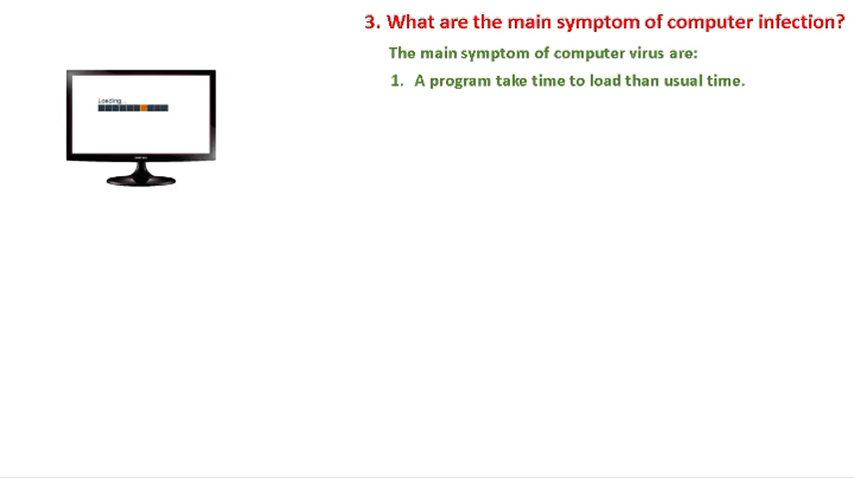 3. What are the main symptom of computer infection?
The main symptom of computer virus are:
1. A program take time to load than usual time.
Loading...